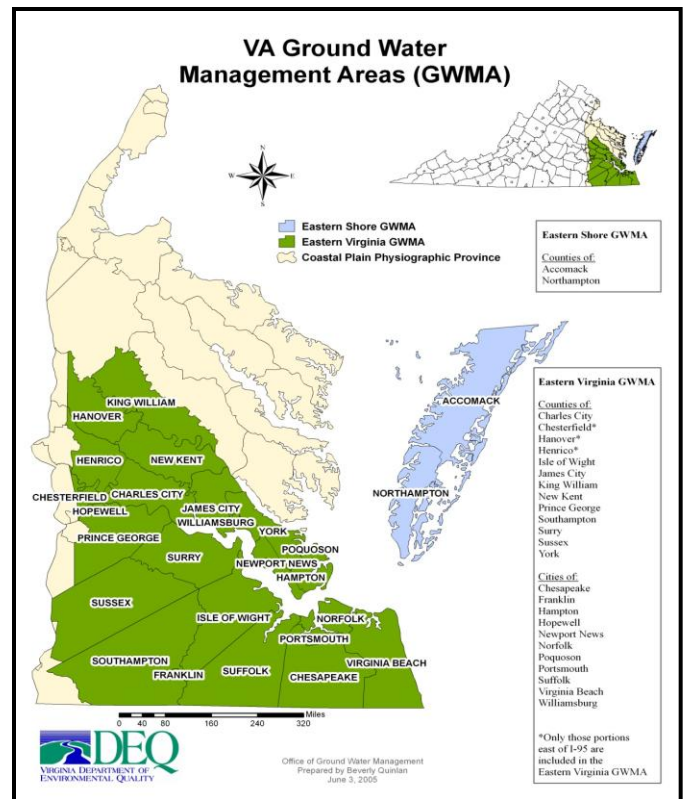 VA Ground Water
Management Areas (GWMA)
N
W
E
S
Eastern Shore GWMA
Eastern Virginia GWMA
Coastal Plain Physiographic Province
Eastern Shore GWMA
Counties of:
Accomack
Northampton
ACCOMACK
NORTHAMPTON
KING WILLIAM
HANOVER
HENRICO
NEW KENT
CHESTERFIELD
CHARLES CITY
HOPEWELL
JAMES CITY
WILLIAMSBURG
PRINCE GEORGE
YORK
SURRY
POQUOSON
NEWPORT NEWS
HAMPTON
SUSSEX
ISLE OF WIGHT
NORFOLK
PORTSMOUTH
SOUTHAMPTON
FRANKLIN
SUFFOLK
CHESAPEAKE
VIRGINIA BEACH
Eastern Virginia GWMA
Counties of:
Charles City
Chesterfield*
Hanover*
Henrico*
Isle of Wight
James City
King William
New Kent
Prince George
Southampton
Surry
Sussex
York
Cities of:
Chesapeake
Franklin
Hampton
Hopewell
Newport News
Norfolk
Poquoson
Portsmouth
Suffolk
Virginia Beach
Williamsburg
*Only those portions
east of I-95 are
included in the
Eastern Virginia GWMA
Miles
0 40 80 160 240 320
DEQ
VIRGINIA DEPARTMENT OF
ENVIRONMENTAL QUALITY
Office of Ground Water Management
Prepared by Beverly Quinlan
June 3, 2005